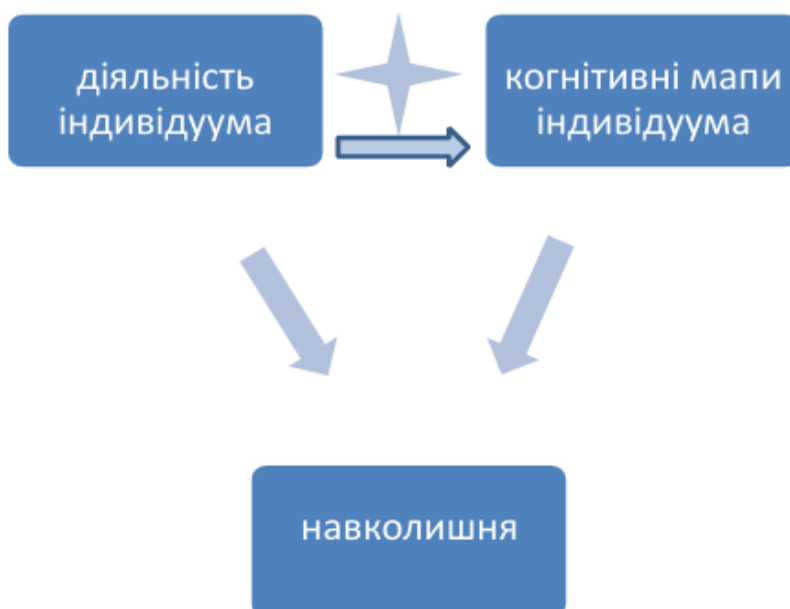 діяльність
індивідуума
когнітивні мапи
індивідуума
навколишня